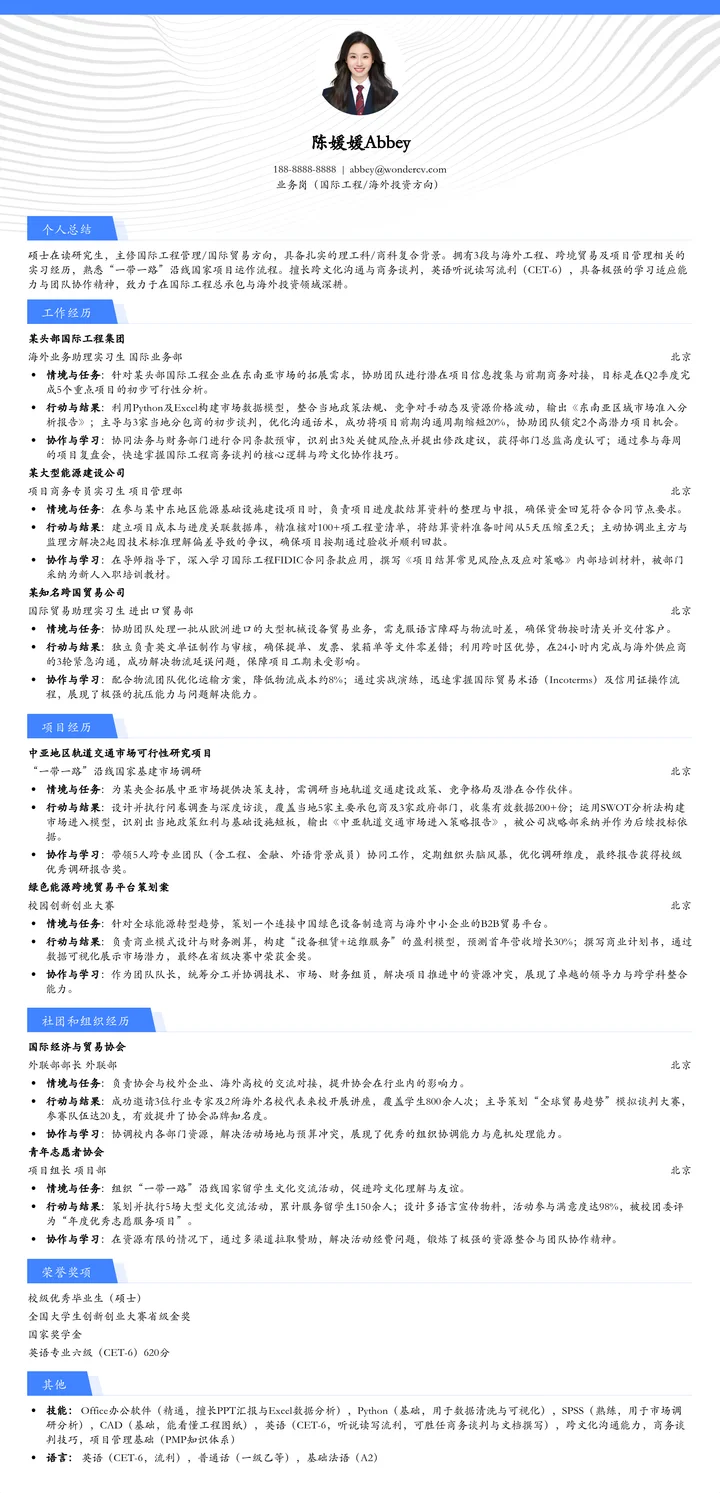 陈媛媛Abbey
188-8888-8888 | abbey@wondercv.com
业务岗（国际工程/海外投资方向）
个人总结
硕士在读研究生，主修国际工程管理/国际贸易方向，具备扎实的理工科/商科复合背景。拥有3段与海外工程、跨境贸易及项目管理相关的
实习经历，熟悉“一带一路”沿线国家项目运作流程。擅长跨文化沟通与商务谈判，英语听说读写流利（CET-6），具备极强的学习适应能
力与团队协作精神，致力于在国际工程总承包与海外投资领域深耕。
工作经历
某头部国际工程集团
海外业务助理实习生 国际业务部 北京
• 情境与任务：针对某头部国际工程企业在东南亚市场的拓展需求，协助团队进行潜在项目信息搜集与前期商务对接，目标是在Q2季度完
成5个重点项目的初步可行性分析。
• 行动与结果：利用Python及Excel构建市场数据模型，整合当地政策法规、竞争对手动态及资源价格波动，输出《东南亚区域市场准入分
析报告》；主导与3家当地分包商的初步谈判，优化沟通话术，成功将项目前期沟通周期缩短20%，协助团队锁定2个高潜力项目机会。
• 协作与学习：协同法务与财务部门进行合同条款预审，识别出3处关键风险点并提出修改建议，获得部门总监高度认可；通过参与每周
的项目复盘会，快速掌握国际工程商务谈判的核心逻辑与跨文化协作技巧。
某大型能源建设公司
项目商务专员实习生 项目管理部 北京
• 情境与任务：在参与某中东地区能源基础设施建设项目时，负责项目进度款结算资料的整理与申报，确保资金回笼符合合同节点要求。
• 行动与结果：建立项目成本与进度关联数据库，精准核对100+项工程量清单，将结算资料准备时间从5天压缩至2天；主动协调业主方与
监理方解决2起因技术标准理解偏差导致的争议，确保项目按期通过验收并顺利回款。
• 协作与学习：在导师指导下，深入学习国际工程FIDIC合同条款应用，撰写《项目结算常见风险点及应对策略》内部培训材料，被部门
采纳为新人入职培训教材。
某知名跨国贸易公司
国际贸易助理实习生 进出口贸易部 北京
• 情境与任务：协助团队处理一批从欧洲进口的大型机械设备贸易业务，需克服语言障碍与物流时差，确保货物按时清关并交付客户。
• 行动与结果：独立负责英文单证制作与审核，确保提单、发票、装箱单等文件零差错；利用跨时区优势，在24小时内完成与海外供应商
的3轮紧急沟通，成功解决物流延误问题，保障项目工期未受影响。
• 协作与学习：配合物流团队优化运输方案，降低物流成本约8%；通过实战演练，迅速掌握国际贸易术语（Incoterms）及信用证操作流
程，展现了极强的抗压能力与问题解决能力。
项目经历
中亚地区轨道交通市场可行性研究项目
“一带一路”沿线国家基建市场调研 北京
• 情境与任务：为某央企拓展中亚市场提供决策支持，需调研当地轨道交通建设政策、竞争格局及潜在合作伙伴。
• 行动与结果：设计并执行问卷调查与深度访谈，覆盖当地5家主要承包商及3家政府部门，收集有效数据200+份；运用SWOT分析法构建
市场进入模型，识别出当地政策红利与基础设施短板，输出《中亚轨道交通市场进入策略报告》，被公司战略部采纳并作为后续投标依
据。
• 协作与学习：带领5人跨专业团队（含工程、金融、外语背景成员）协同工作，定期组织头脑风暴，优化调研维度，最终报告获得校级
优秀调研报告奖。
绿色能源跨境贸易平台策划案
校园创新创业大赛 北京
• 情境与任务：针对全球能源转型趋势，策划一个连接中国绿色设备制造商与海外中小企业的B2B贸易平台。
• 行动与结果：负责商业模式设计与财务测算，构建“设备租赁+运维服务”的盈利模型，预测首年营收增长30%；撰写商业计划书，通过
数据可视化展示市场潜力，最终在省级决赛中荣获金奖。
• 协作与学习：作为团队队长，统筹分工并协调技术、市场、财务组员，解决项目推进中的资源冲突，展现了卓越的领导力与跨学科整合
能力。
社团和组织经历
国际经济与贸易协会
外联部部长 外联部 北京
• 情境与任务：负责协会与校外企业、海外高校的交流对接，提升协会在行业内的影响力。
• 行动与结果：成功邀请3位行业专家及2所海外名校代表来校开展讲座，覆盖学生800余人次；主导策划“全球贸易趋势”模拟谈判大赛，
参赛队伍达20支，有效提升了协会品牌知名度。
• 协作与学习：协调校内各部门资源，解决活动场地与预算冲突，展现了优秀的组织协调能力与危机处理能力。
青年志愿者协会
项目组长 项目部 北京
• 情境与任务：组织“一带一路”沿线国家留学生文化交流活动，促进跨文化理解与友谊。
• 行动与结果：策划并执行5场大型文化交流活动，累计服务留学生150余人；设计多语言宣传物料，活动参与满意度达98%，被校团委评
为“年度优秀志愿服务项目”。
• 协作与学习：在资源有限的情况下，通过多渠道拉取赞助，解决活动经费问题，锻炼了极强的资源整合与团队协作精神。
荣誉奖项
校级优秀毕业生（硕士）
全国大学生创新创业大赛省级金奖
国家奖学金
英语专业六级（CET-6）620分
其他
• 技能： Office办公软件（精通，擅长PPT汇报与Excel数据分析），Python（基础，用于数据清洗与可视化），SPSS（熟练，用于市场调
研分析），CAD（基础，能看懂工程图纸），英语（CET-6，听说读写流利，可胜任商务谈判与文档撰写），跨文化沟通能力，商务谈
判技巧，项目管理基础（PMP知识体系）
• 语言： 英语（CET-6，流利），普通话（一级乙等），基础法语（A2）